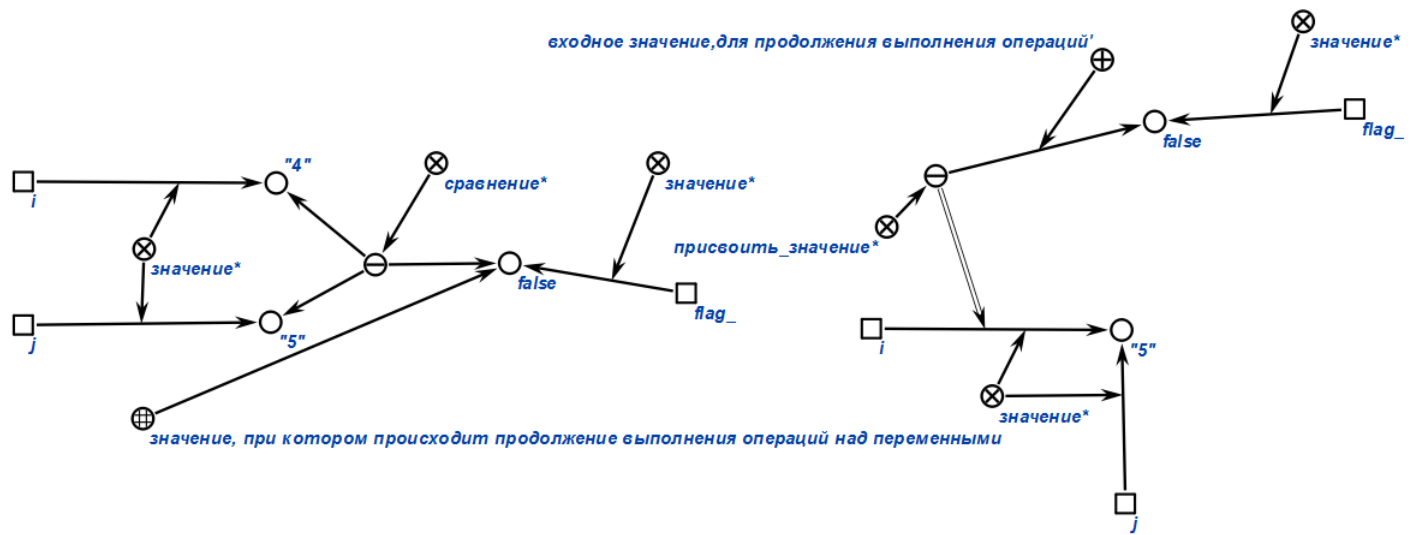 входное значение,для продолжения выполнения операций'
значение*
flag_
false
"4"
сравнение*
значение*
i
присвоить_значение*
значение*
false
flag_
j
"5"
i
"5"
значение*
значение, при котором происходит продолжение выполнения операций над переменными
j